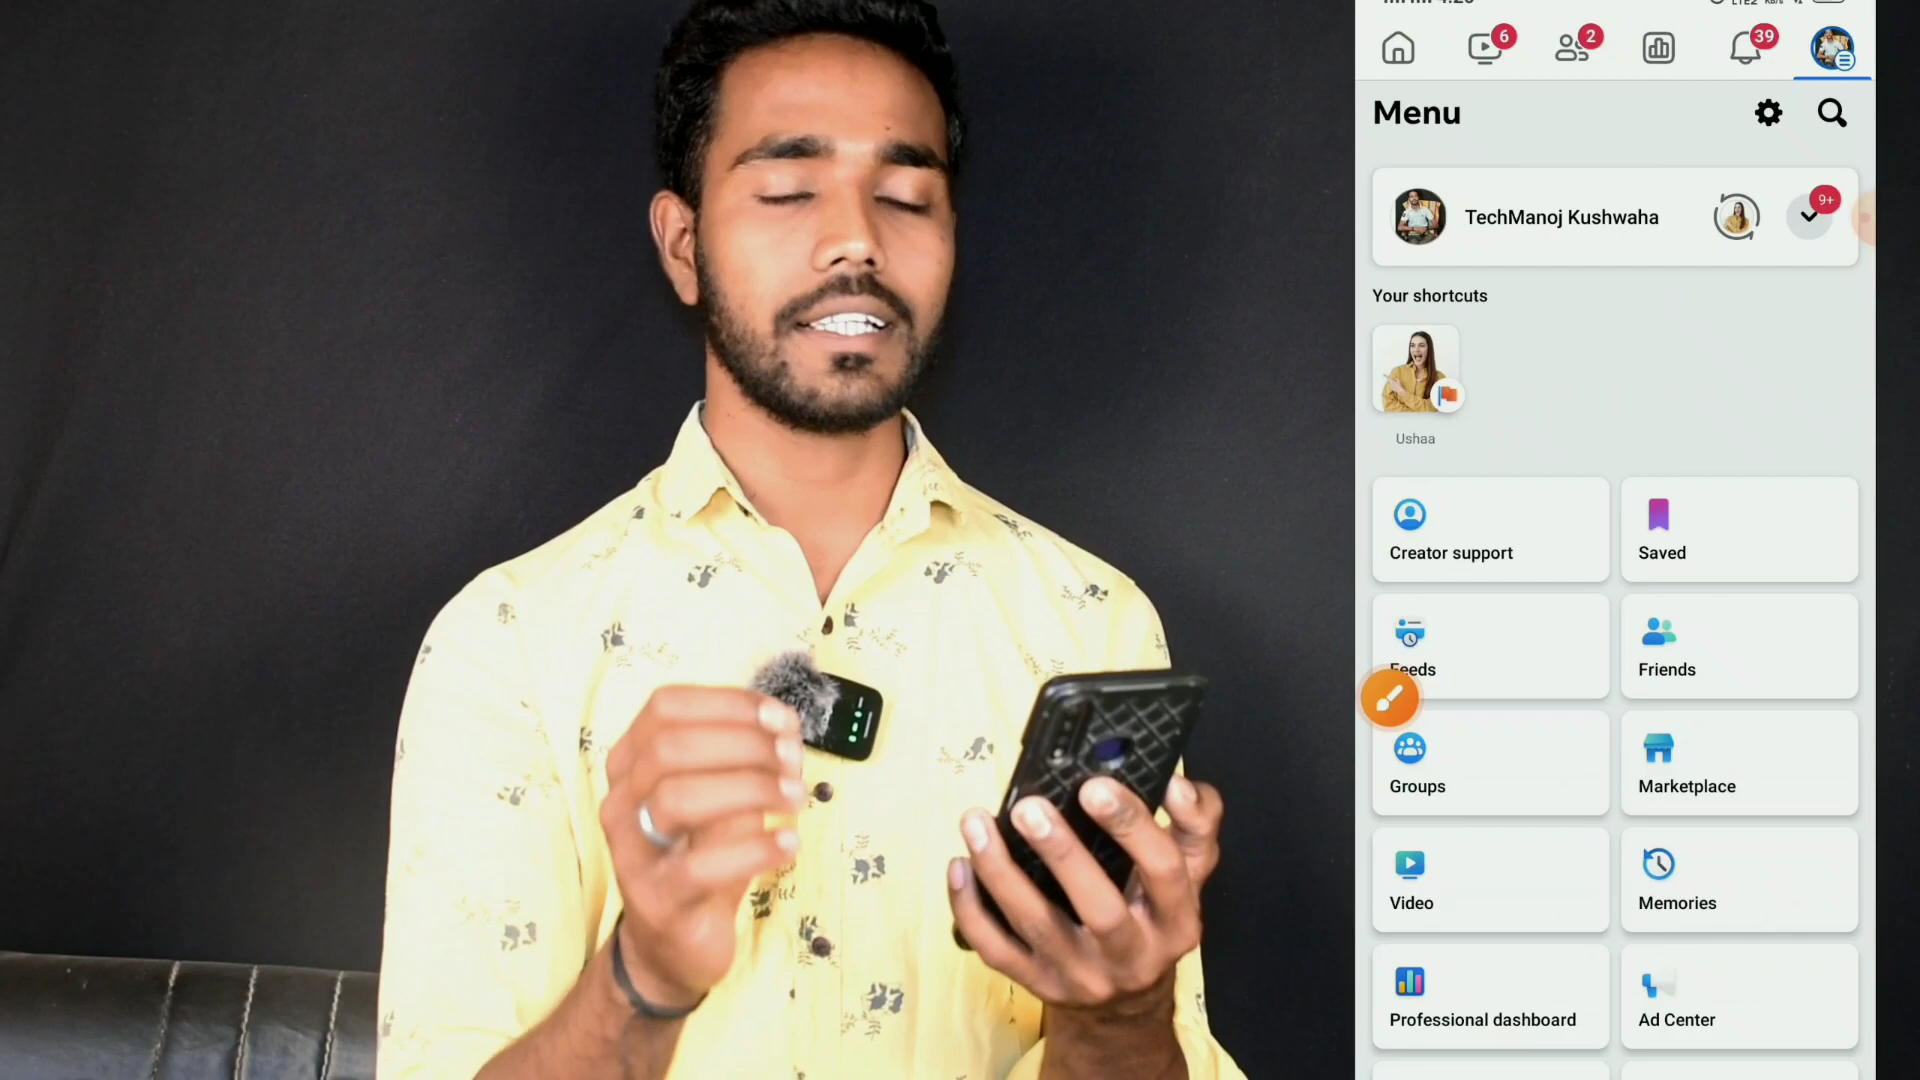 6 2 39
Menu
TechManoj Kushwaha
9+
Your shortcuts
Ushaa
Creator support
Saved
Feeds
Friends
Groups
Marketplace
Video
Memories
Professional dashboard
Ad Center